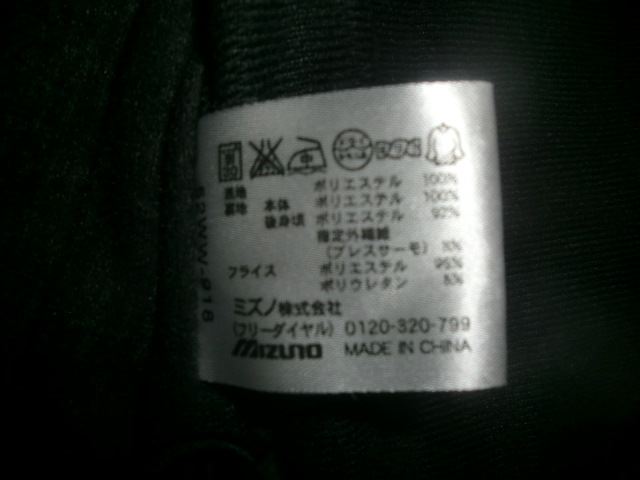 中
表地 ポリエステル 100%
裏地 本体 ポリエステル 100%
後身頃 ポリエステル 92%
指定外繊維
(ブレスサーモ) 8%
フライス ポリエステル 95%
ポリウレタン 5%
ミズノ株式会社
(フリーダイヤル) 0120-320-799
MIZUNO MADE IN CHINA
52WW-918